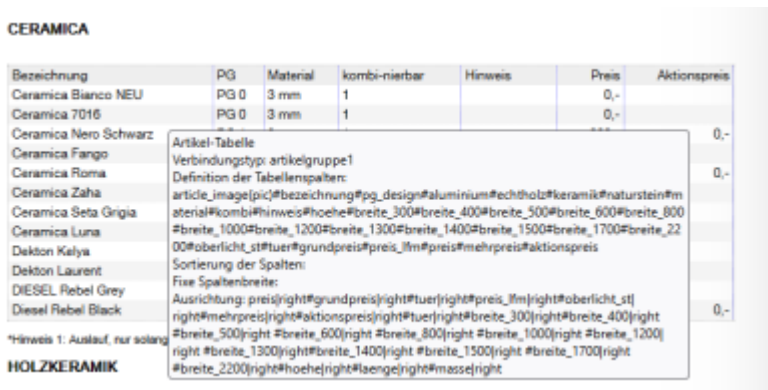 CERAMICA
Bezeichnung PG Material kombi-nierbar Hinweis Preis Aktionspreis
Ceramica Bianco NEU PG 0 3 mm 1 0,-
Ceramica 7016 PG 0 3 mm 1 0,-
Ceramica Nero Schwarz 0,-
Ceramica Fango
Ceramica Roma 0,-
Ceramica Zaha
Ceramica Seta Grigia
Ceramica Luna
Dekton Kelya
Dekton Laurent
DIESEL Rebel Grey
Diesel Rebel Black 0,-
*Hinweis 1: Auslauf, nur solang
HOLZKERAMIK
Artikel-Tabelle
Verbindungstyp: artikelgruppe1
Definition der Tabellenspalten:
article_image(pic)#bezeichnung#pg_design#aluminium#echtholz#keramik#naturstein#m
aterial#kombi#hinweis#hoehe#breite_300#breite_400#breite_500#breite_600#breite_800
#breite_1000#breite_1200#breite_1300#breite_1400#breite_1500#breite_1700#breite_22
00#oberlicht_st#tuer#grundpreis#preis_lfm#preis#mehrpreis#aktionspreis
Sortierung der Spalten:
Fixe Spaltenbreite:
Ausrichtung: preis|right#grundpreis|right#tuer|right#preis_lfm|right#oberlicht_st|
right#mehrpreis|right#aktionspreis|right#tuer|right#breite_300|right#breite_400|right
#breite_500|right #breite_600|right #breite_800|right #breite_1000|right #breite_1200|
right #breite_1300|right#breite_1400|right #breite_1500|right #breite_1700|right
#breite_2200|right#hoehe|right#laenge|right#masse|right